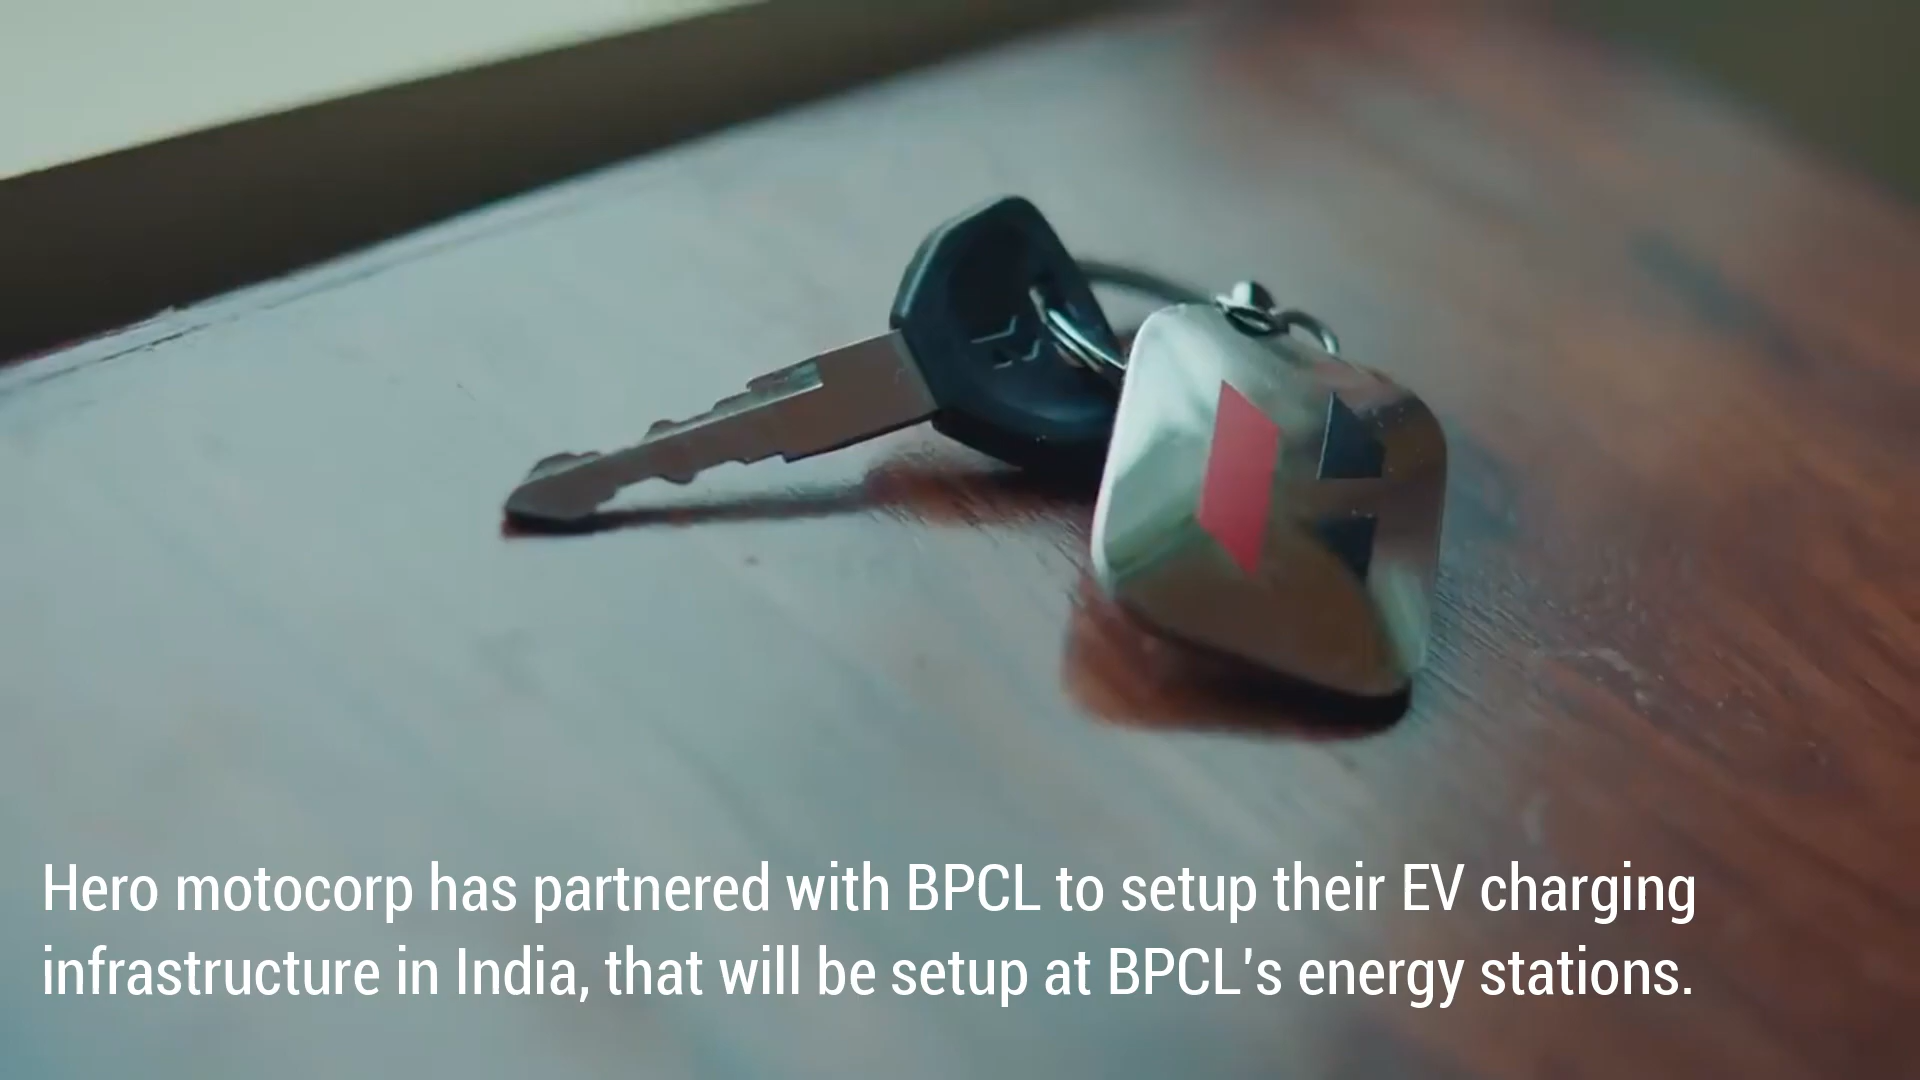 Hero motocorp has partnered with BPCL to setup their EV charging
infrastructure in India, that will be setup at BPCL's energy stations.